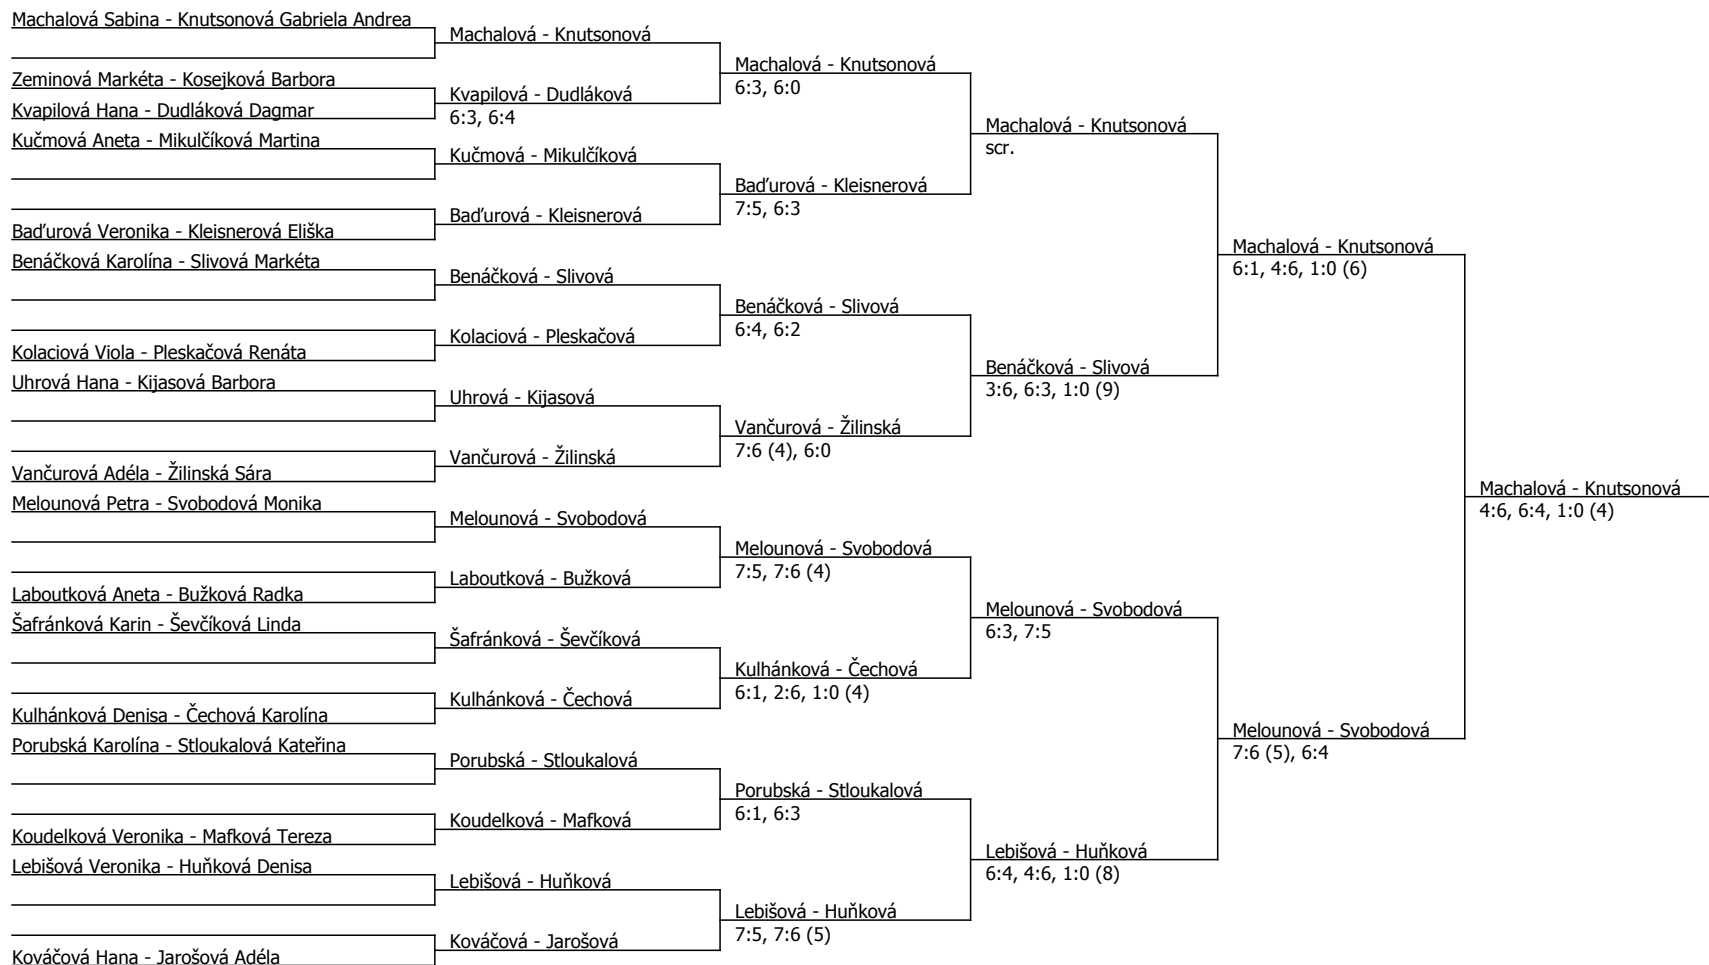 Machalová Sabina - Knutsonová Gabriela Andrea
Zeminová Markéta - Kosejková Barbora
Kvapilová Hana - Dudláková Dagmar
Kučmová Aneta - Mikulčíková Martina
Baďurová Veronika - Kleisnerová Eliška
Benáčková Karolína - Slivová Markéta
Kolaciová Viola - Pleskačová Renáta
Uhrová Hana - Kijasová Barbora
Vančurová Adéla - Žilinská Sára
Melounová Petra - Svobodová Monika
Laboutková Aneta - Bužková Radka
Šafránková Karin - Ševčíková Linda
Kulhánková Denisa - Čechová Karolína
Porubská Karolína - Stloukalová Kateřina
Koudelková Veronika - Mafková Tereza
Lebišová Veronika - Huňková Denisa
Kováčová Hana - Jarošová Adéla
Machalová - Knutsonová
Kvapilová - Dudláková
6:3, 6:4
Kučmová - Mikulčíková
Baďurová - Kleisnerová
Benáčková - Slivová
Kolaciová - Pleskačová
Uhrová - Kijasová
Vančurová - Žilinská
Melounová - Svobodová
Laboutková - Bužková
Šafránková - Ševčíková
Kulhánková - Čechová
Porubská - Stloukalová
Koudelková - Mafková
Lebišová - Huňková
Kováčová - Jarošová
Machalová - Knutsonová
6:3, 6:0
Baďurová - Kleisnerová
7:5, 6:3
Benáčková - Slivová
6:4, 6:2
Vančurová - Žilinská
7:6 (4), 6:0
Melounová - Svobodová
7:5, 7:6 (4)
Kulhánková - Čechová
6:1, 2:6, 1:0 (4)
Porubská - Stloukalová
6:1, 6:3
Lebišová - Huňková
7:5, 7:6 (5)
Machalová - Knutsonová
scr.
Benáčková - Slivová
3:6, 6:3, 1:0 (9)
Melounová - Svobodová
6:3, 7:5
Lebišová - Huňková
6:4, 4:6, 1:0 (8)
Machalová - Knutsonová
6:1, 4:6, 1:0 (6)
Melounová - Svobodová
7:6 (5), 6:4
Machalová - Knutsonová
4:6, 6:4, 1:0 (4)